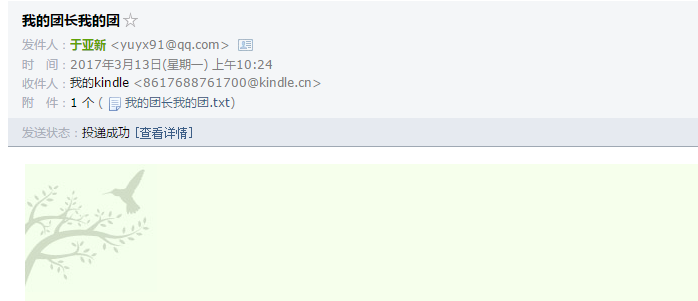 我的团长我的团☆
发件人：于亚新 <yuyx91@qq.com>
时　间：2017年3月13日(星期一) 上午10:24
收件人：我的kindle <8617688761700@kindle.cn>
附　件：1 个 ( 我的团长我的团.txt)
发送状态：投递成功 [查看详情]